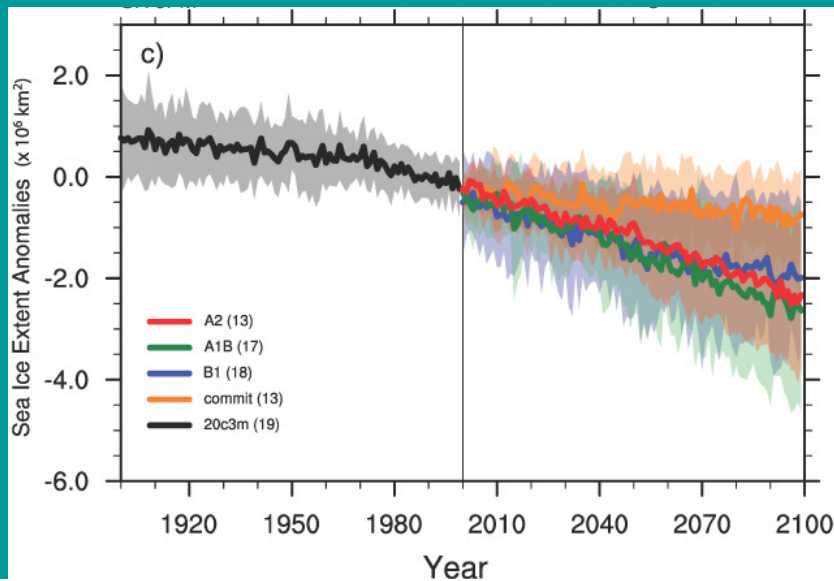 c)
Sea Ice Extent Anomalies (x 10⁶ km²)
2.0
0.0
-2.0
-4.0
-6.0
A2 (13)
A1B (17)
B1 (18)
commit (13)
20c3m (19)
1920 1950 1980 2010 2040 2070 2100
Year